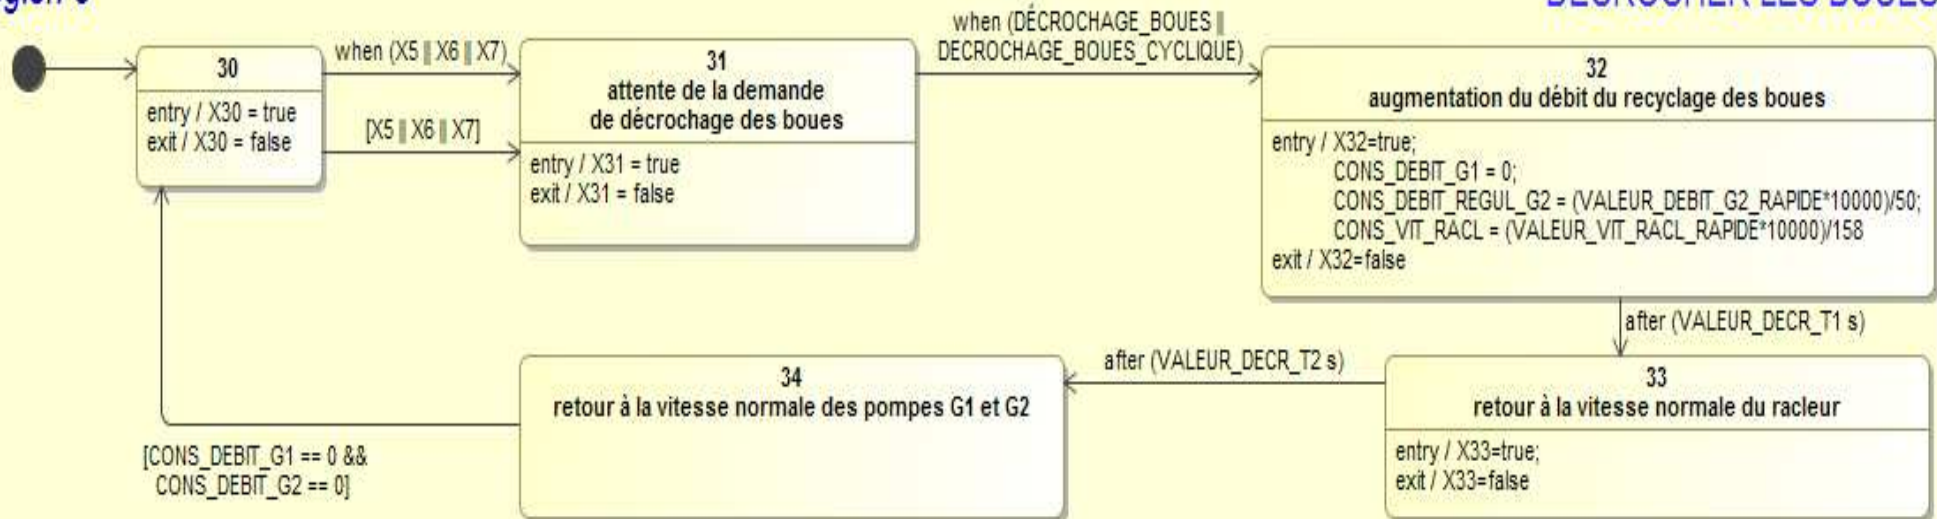 30
entry / X30 = true
exit / X30 = false
when (X5 || X6 || X7)
[X5 || X6 || X7]
31
attente de la demande
de décrochage des boues
entry / X31 = true
exit / X31 = false
when (DÉCROCHAGE_BOUES ||
DECROCHAGE_BOUES_CYCLIQUE)
32
augmentation du débit du recyclage des boues
entry / X32=true;
CONS_DEBIT_G1 = 0;
CONS_DEBIT_REGUL_G2 = (VALEUR_DEBIT_G2_RAPIDE*10000)/50;
CONS_VIT_RACL = (VALEUR_VIT_RACL_RAPIDE*10000)/158
exit / X32=false
after (VALEUR_DECR_T1 s)
33
retour à la vitesse normale du racleur
entry / X33=true;
exit / X33=false
after (VALEUR_DECR_T2 s)
34
retour à la vitesse normale des pompes G1 et G2
[CONS_DEBIT_G1 == 0 &&
CONS_DEBIT_G2 == 0]